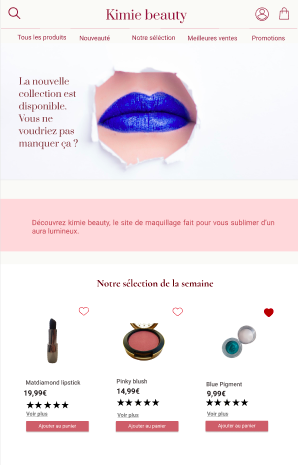 Kimie beauty
Tous les produits Nouveauté Notre séléction Meilleures ventes Promotions
La nouvelle
collection est
disponible.
Vous ne
voudriez pas
manquer ça ?
Découvrez kimie beauty, le site de maquillage fait pour vous sublimer d'un
aura lumineux.
Notre sélection de la semaine
Matdiamond lipstick
19,99€
Voir plus
Ajouter au panier
Pinky blush
14,99€
Voir plus
Ajouter au panier
Blue Pigment
9,99€
Voir plus
Ajouter au panier